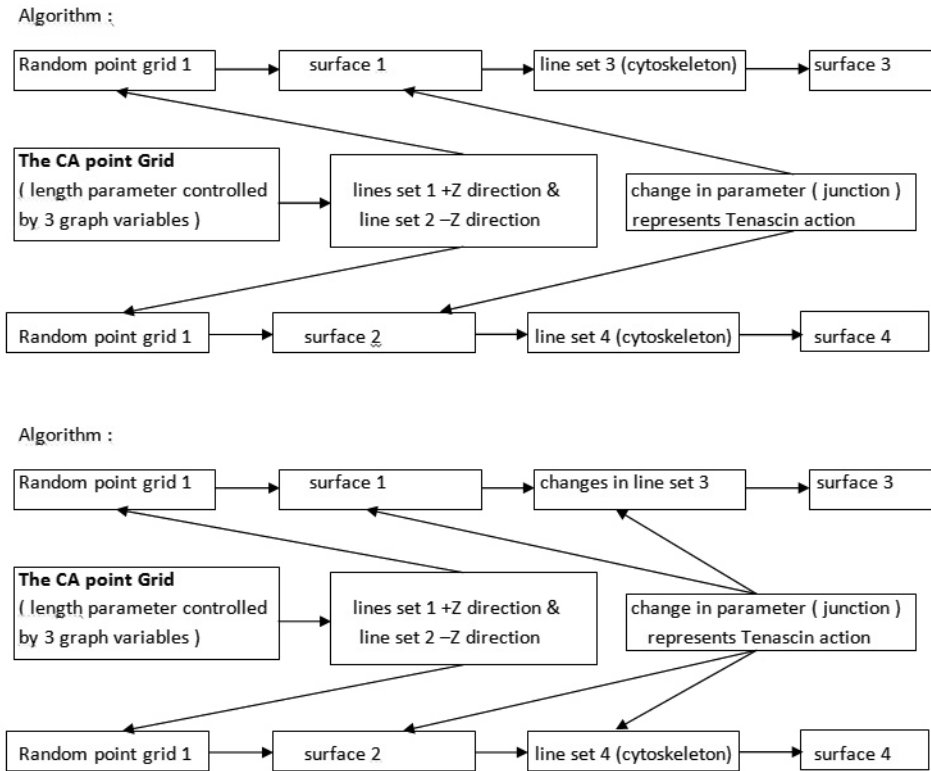 Algorithm :
Random point grid 1
surface 1
line set 3 (cytoskeleton)
surface 3
The CA point Grid
( length parameter controlled
by 3 graph variables )
lines set 1 +Z direction &
line set 2 –Z direction
change in parameter ( junction )
represents Tenascin action
Random point grid 1
surface 2
line set 4 (cytoskeleton)
surface 4
Algorithm :
Random point grid 1
surface 1
changes in line set 3
surface 3
The CA point Grid
( length parameter controlled
by 3 graph variables )
lines set 1 +Z direction &
line set 2 –Z direction
change in parameter ( junction )
represents Tenascin action
Random point grid 1
surface 2
line set 4 (cytoskeleton)
surface 4